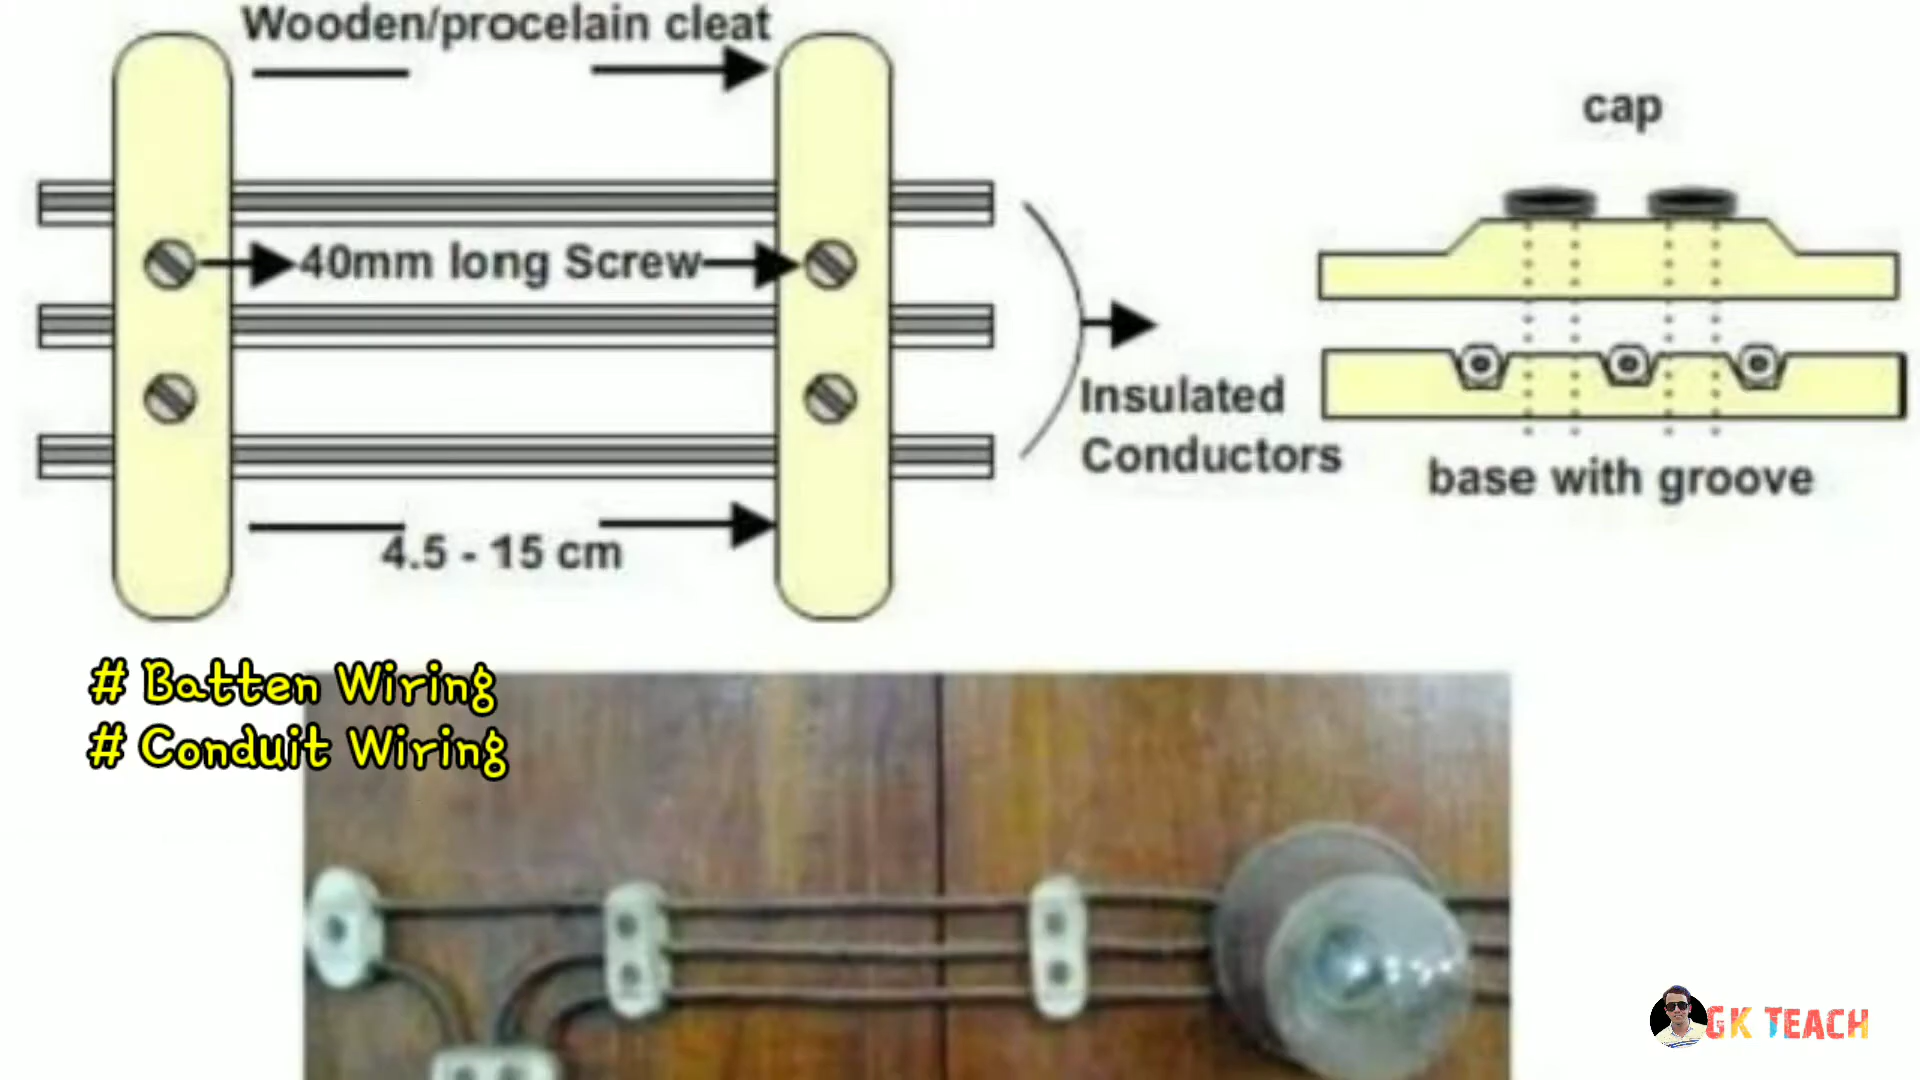 Wooden/procelain cleat
cap
40mm long Screw
Insulated
Conductors
base with groove
4.5 - 15 cm
# Batten Wiring
# Conduit Wiring
GK TEACH